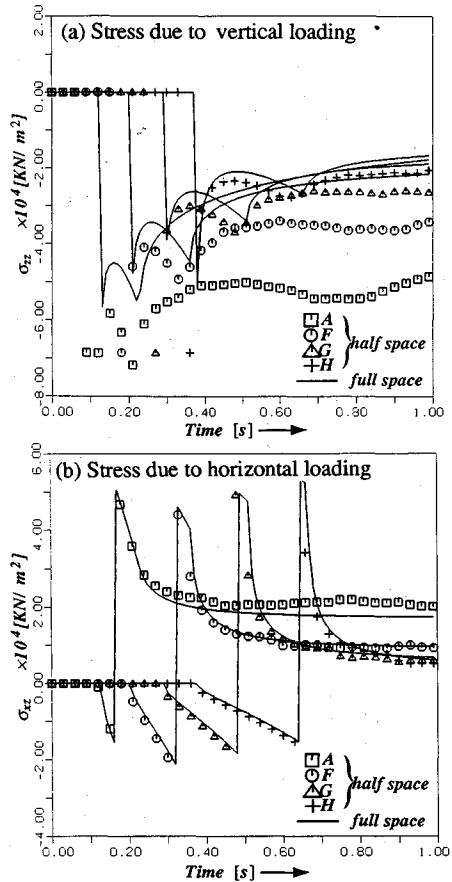 (a) Stress due to vertical loading
2.00
0.00
-2.00
-4.00
-6.00
-8.00
σzz ×10⁴[KN/ m²]
A
F
G
H
half space
full space
0.00 0.20 0.40 0.60 0.80 1.00
Time [s]
(b) Stress due to horizontal loading
6.00
4.00
2.00
0.00
-2.00
-4.00
σxz ×10⁴[KN/ m²]
A
F
G
H
half space
full space
0.00 0.20 0.40 0.60 0.80 1.00
Time [s]